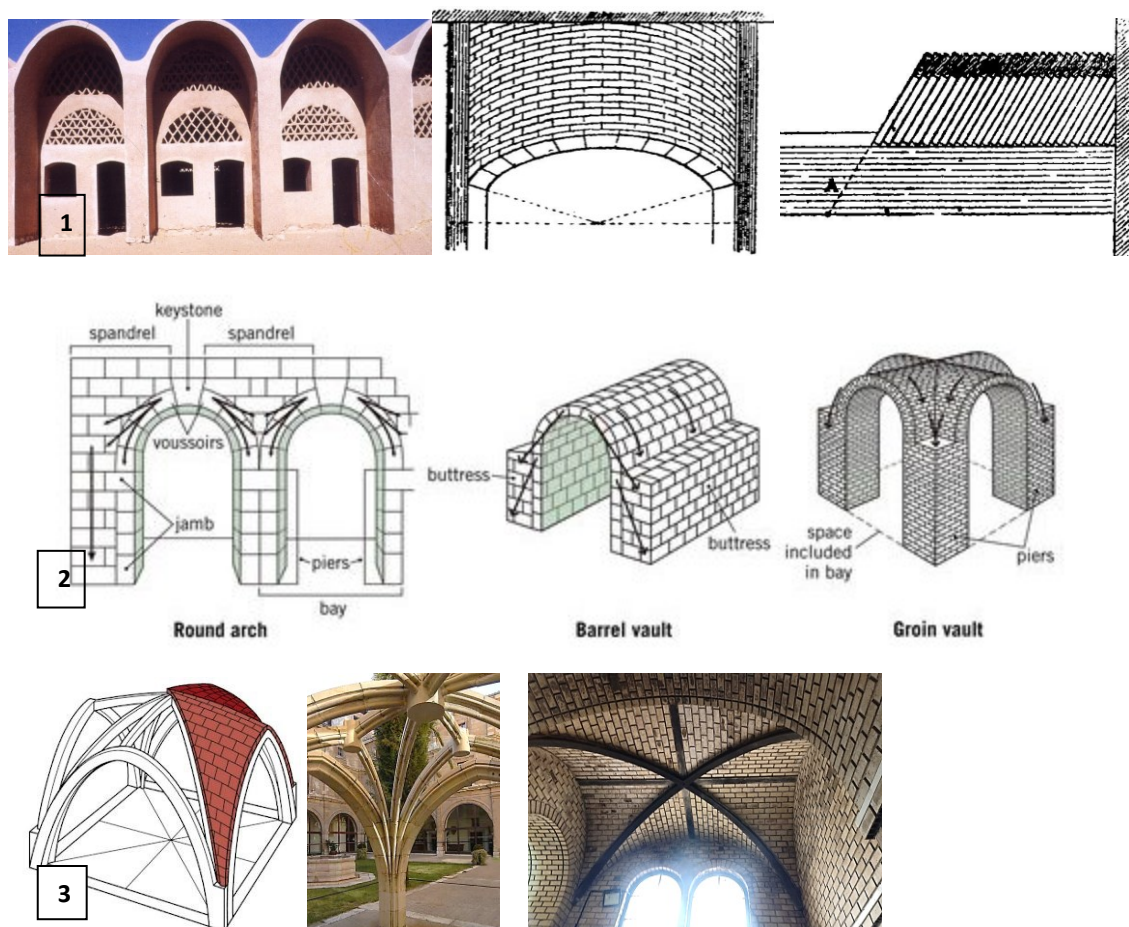 1
A
keystone
spandrel spandrel
voussoirs
jamb
piers
bay
Round arch
buttress
buttress
Barrel vault
space
included
in bay
piers
Groin vault
2
3